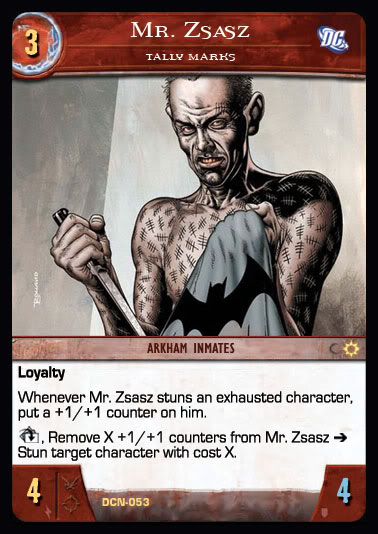 3
MR. ZSASZ
TALLY MARKS
DC
ARKHAM INMATES
C
Loyalty
Whenever Mr. Zsasz stuns an exhausted character,
put a +1/+1 counter on him.
, Remove X +1/+1 counters from Mr. Zsasz ➔
Stun target character with cost X.
4
DCN-053
4